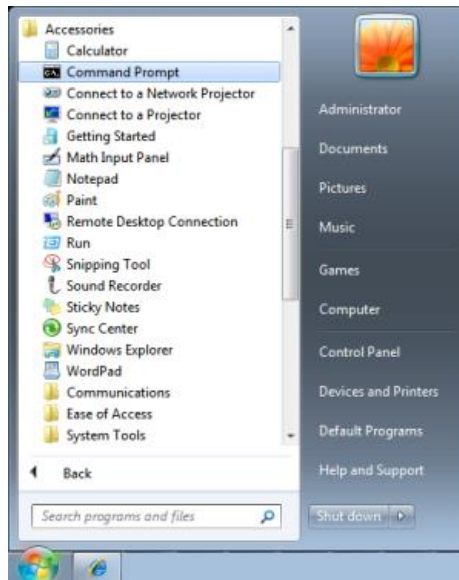 Accessories
Calculator
Command Prompt
Connect to a Network Projector
Connect to a Projector
Getting Started
Math Input Panel
Notepad
Paint
Remote Desktop Connection
Run
Snipping Tool
Sound Recorder
Sticky Notes
Sync Center
Windows Explorer
WordPad
Communications
Ease of Access
System Tools
Back
Search programs and files
Administrator
Documents
Pictures
Music
Games
Computer
Control Panel
Devices and Printers
Default Programs
Help and Support
Shut down